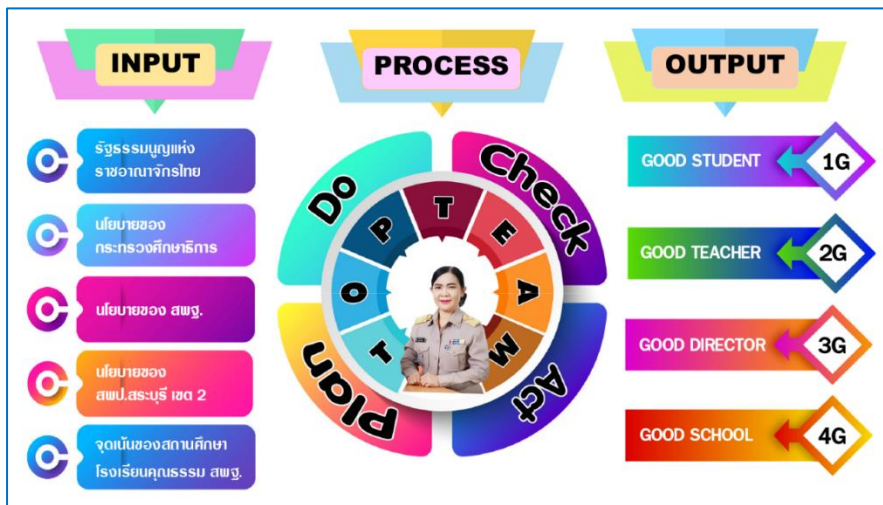 INPUT
รัฐธรรมนูญแห่ง
ราชอาณาจักรไทย
นโยบายของ
กระทรวงศึกษาธิการ
นโยบายของ สพฐ.
นโยบายของ
สพป.สระบุรี เขต 2
จุดเน้นของสถานศึกษา
โรงเรียนคุณธรรม สพฐ.
PROCESS
Plan
Do
Check
Act
T
O
P
T
E
A
M
OUTPUT
GOOD STUDENT
1G
GOOD TEACHER
2G
GOOD DIRECTOR
3G
GOOD SCHOOL
4G